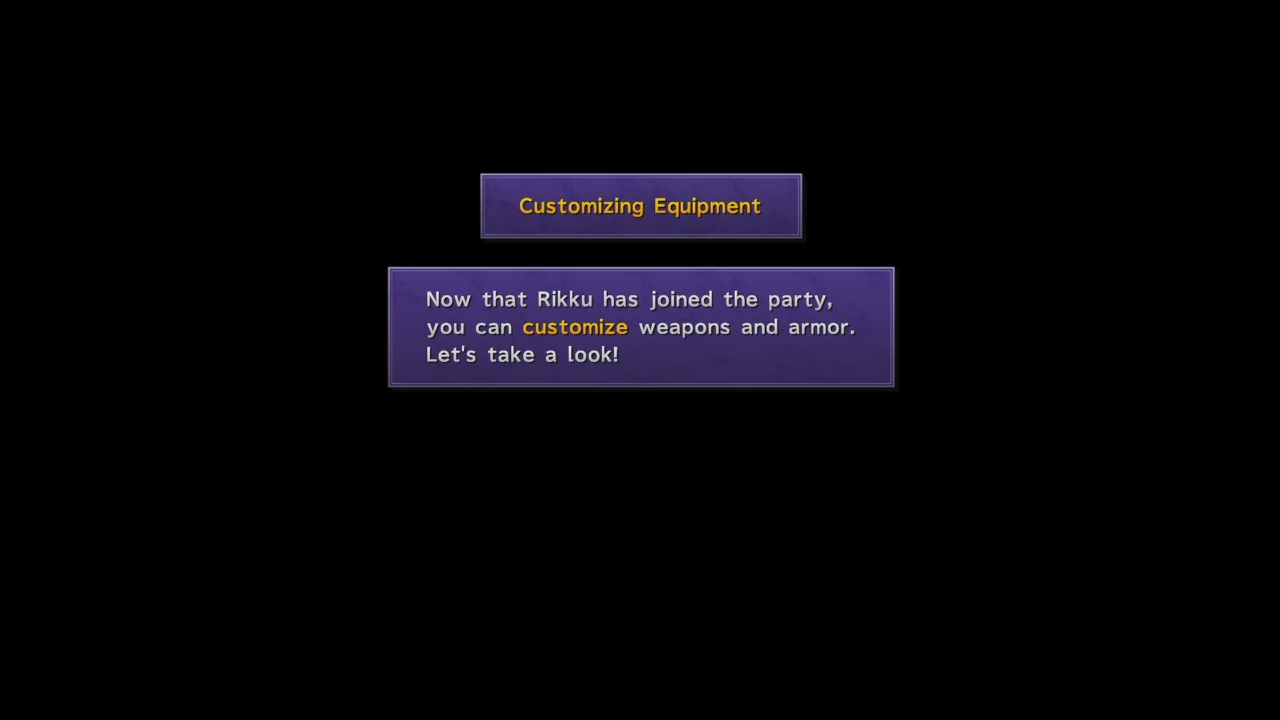 Customizing Equipment
Now that Rikku has joined the party,
you can customize weapons and armor.
Let's take a look!